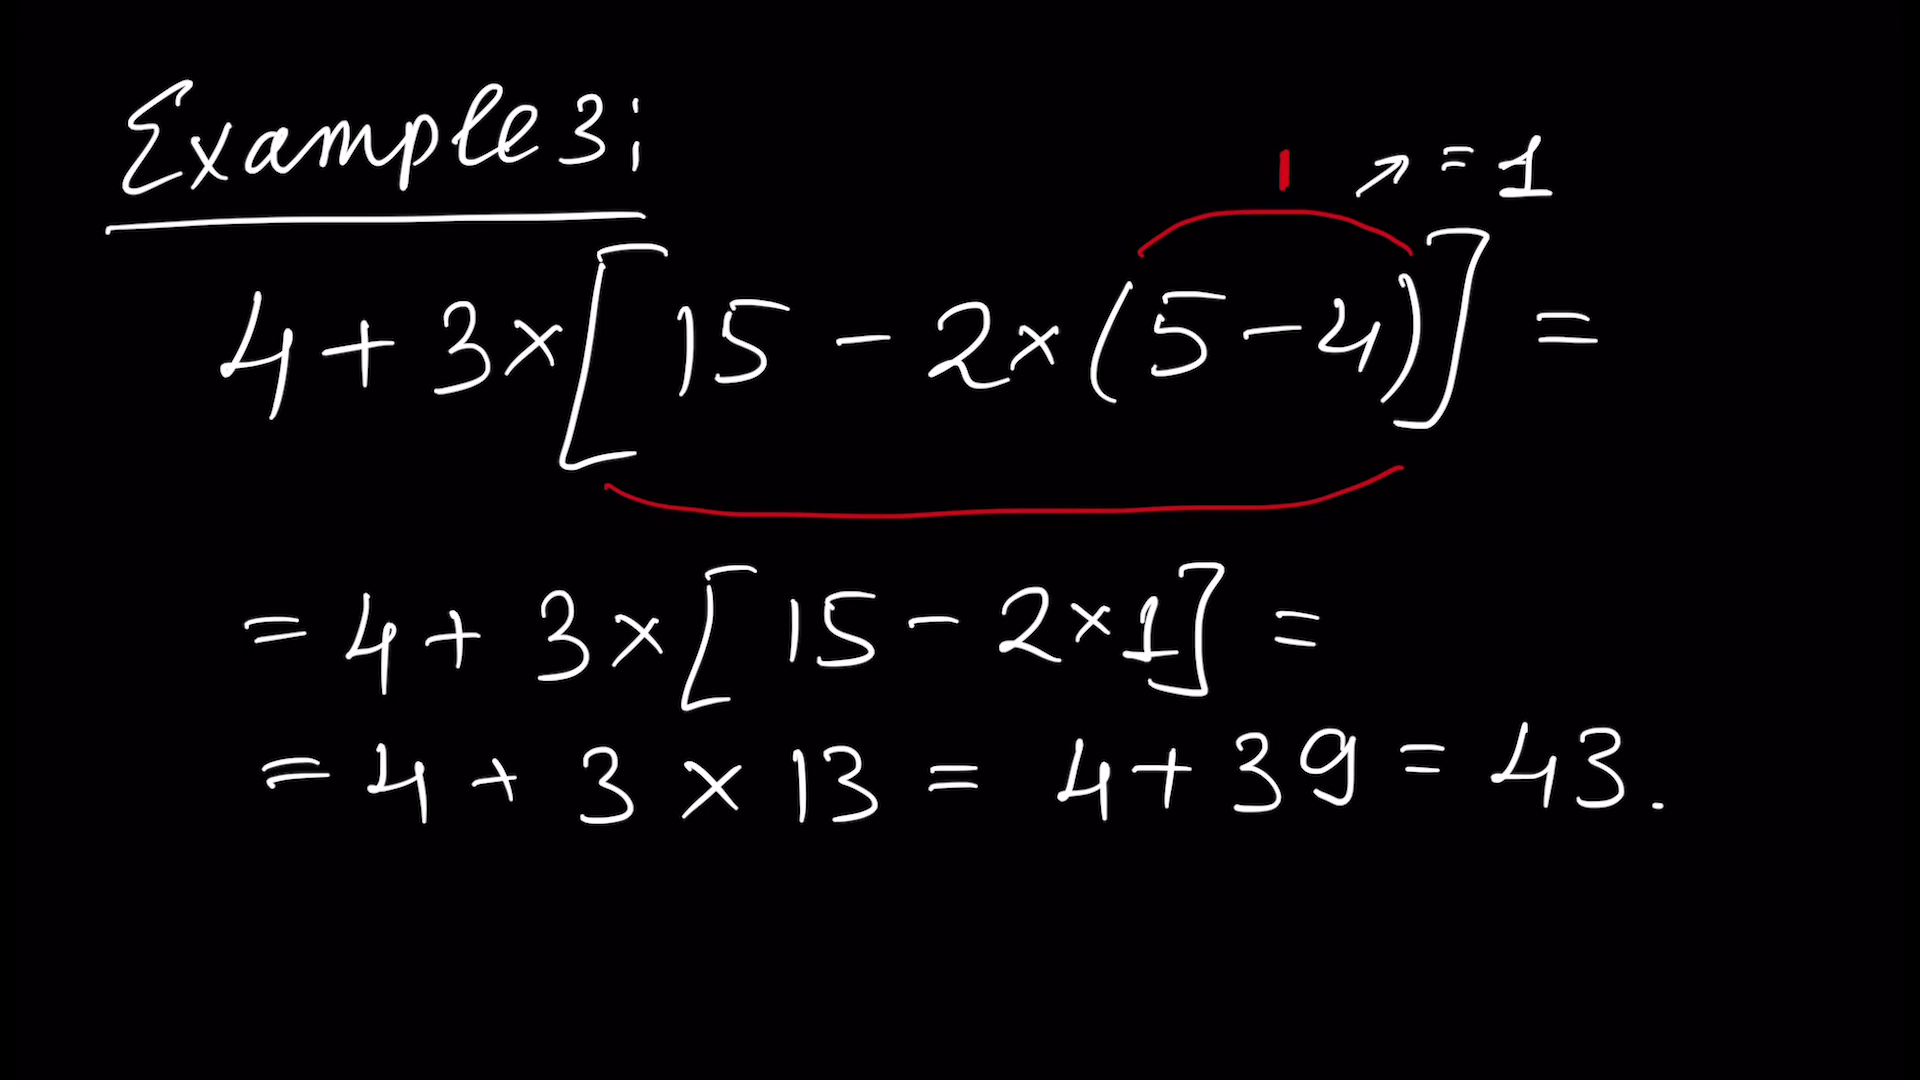 Example 3:
1 ↗ = 1
4 + 3 × [ 15 - 2 × (5 - 4) ] =
= 4 + 3 × [ 15 - 2 × 1 ] =
= 4 + 3 × 13 = 4 + 39 = 43.